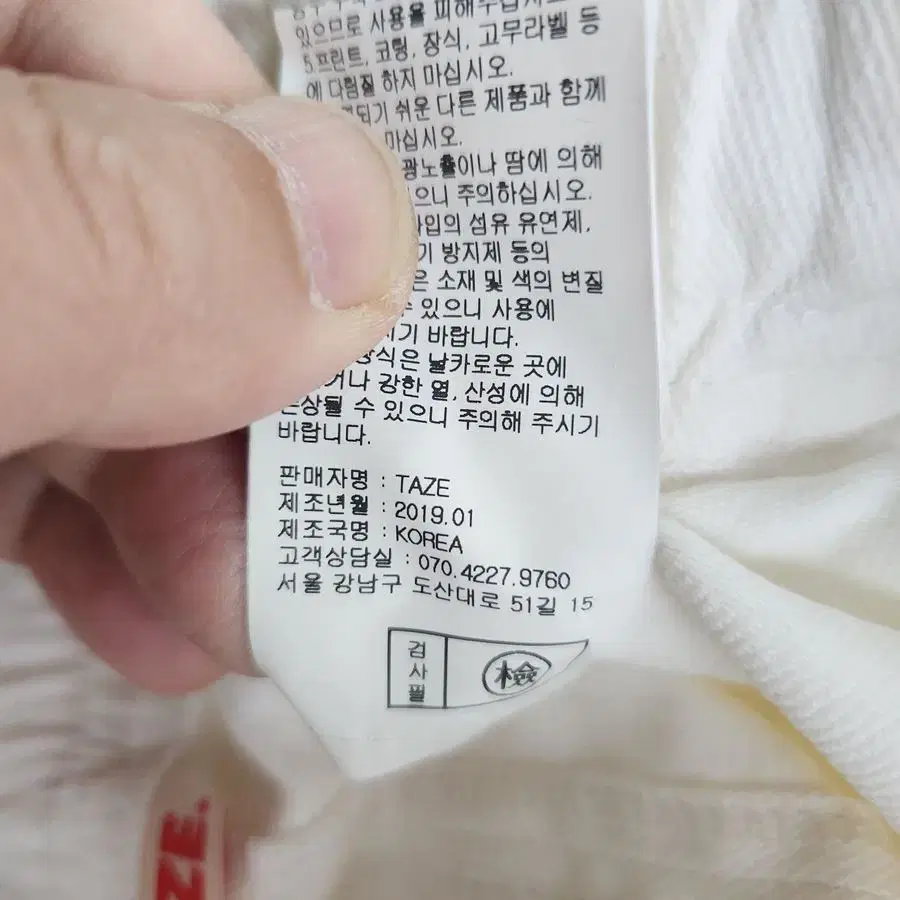 있으므로 사용을 피해주십시오
5.프린트, 코팅, 장식, 고무라벨 등
에 다림질 하지 마십시오.
되기 쉬운 다른 제품과 함께
마십시오.
광노출이나 땀에 의해
있으니 주의하십시오.
타입의 섬유 유연제,
기 방지제 등의
은 소재 및 색의 변질
수 있으니 사용에
시기 바랍니다.
장식은 날카로운 곳에
거나 강한 열, 산성에 의해
손상될 수 있으니 주의해 주시기
바랍니다.
판매자명 : TAZE
제조년월 : 2019.01
제조국명 : KOREA
고객상담실 : 070.4227.9760
서울 강남구 도산대로 51길 15
검사필
檢
ZE